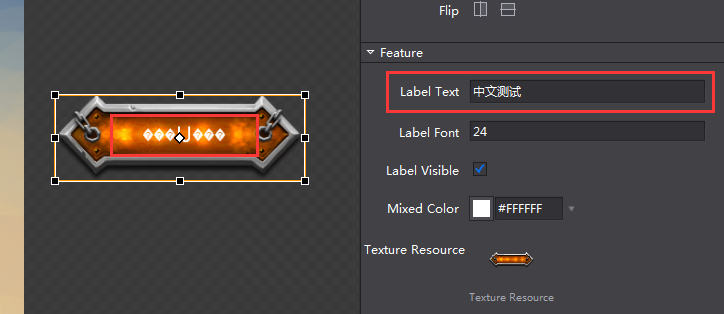 Flip
Feature
Label Text 中文测试
Label Font 24
Label Visible
Mixed Color #FFFFFF
Texture Resource
Texture Resource